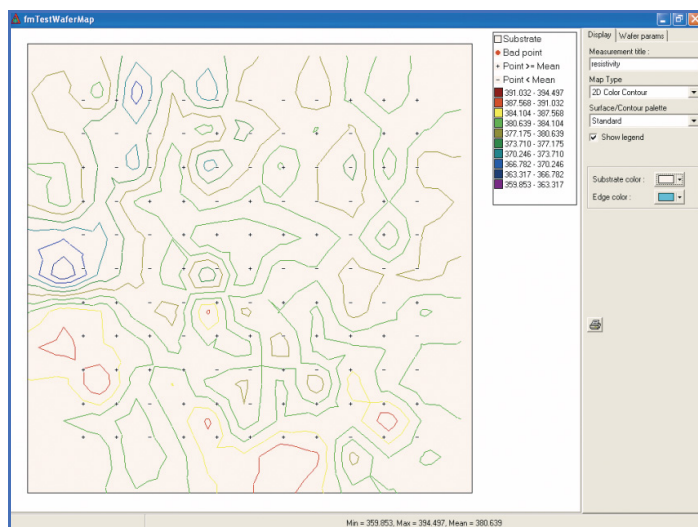 fmTestWaferMap
Substrate
Bad point
Point >= Mean
Point < Mean
391.032 - 394.497
387.568 - 391.032
384.104 - 387.568
380.639 - 384.104
377.175 - 380.639
373.710 - 377.175
370.246 - 373.710
366.782 - 370.246
363.317 - 366.782
359.853 - 363.317
Display
Wafer params
Measurement title :
resistivity
Map Type
2D Color Contour
Surface/Contour palette
Standard
Show legend
Substrate color :
Edge color :
Min = 359.853, Max = 394.497, Mean = 380.639